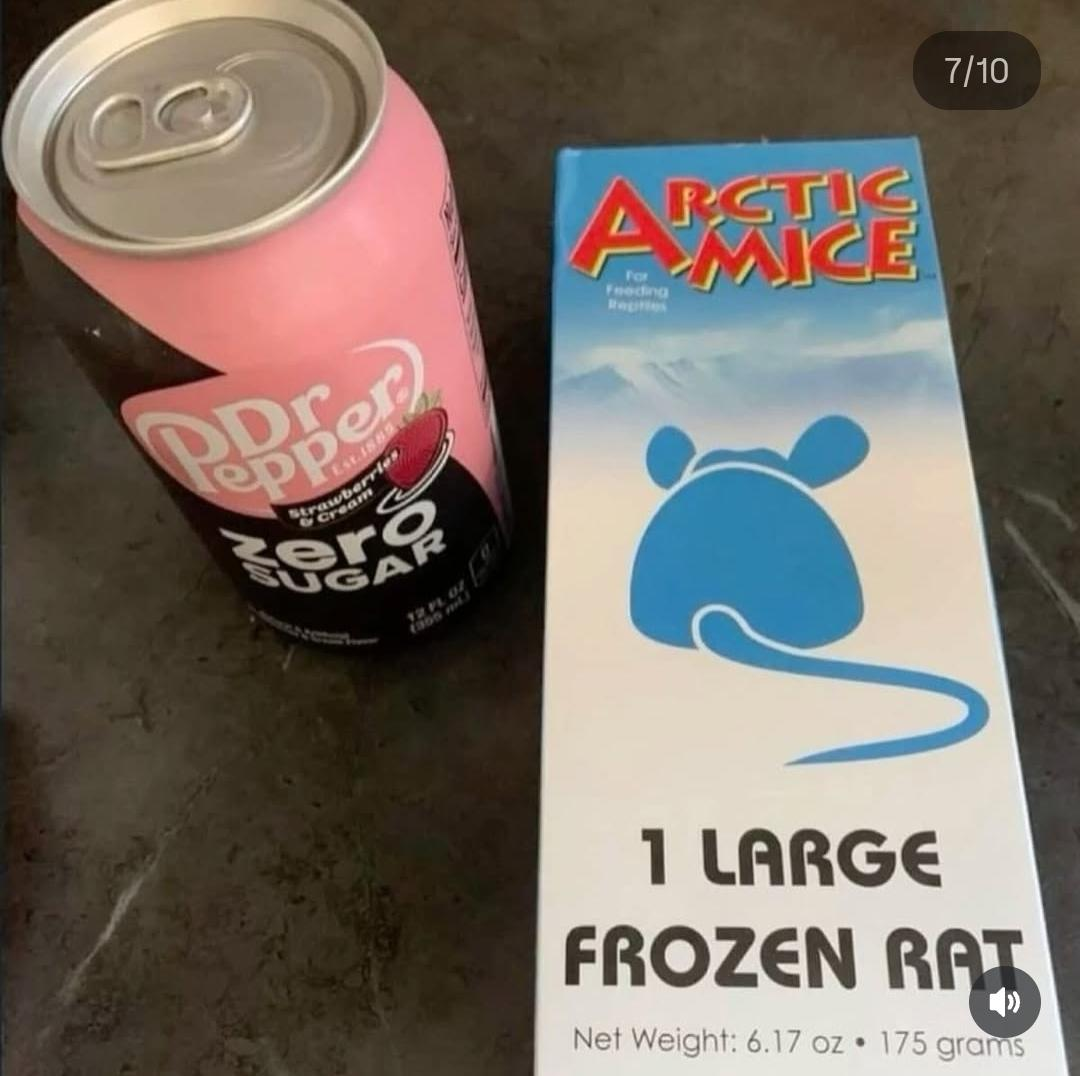 7/10
Dr
Pepper
Est. 1885
Strawberries
& Cream
zero
SUGAR
12 FL OZ
(355 mL)
ARCTIC
MICE
For
Feeding
Reptiles
1 LARGE
FROZEN RAT
Net Weight: 6.17 oz • 175 grams